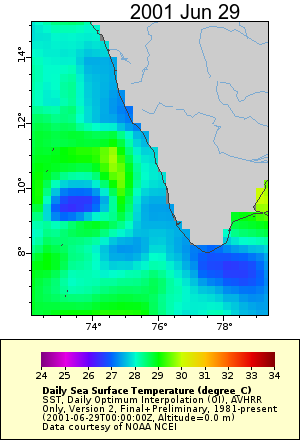 2001 Jun 29
14°
12°
10°
8°
74°
76°
78°
24 25 26 27 28 29 30 31 32 33 34
Daily Sea Surface Temperature (degree_C)
SST, Daily Optimum Interpolation (OI), AVHRR
Only, Version 2, Final+Preliminary, 1981-present
(2001-06-29T00:00:00Z, Altitude=0.0 m)
Data courtesy of NOAA NCEI